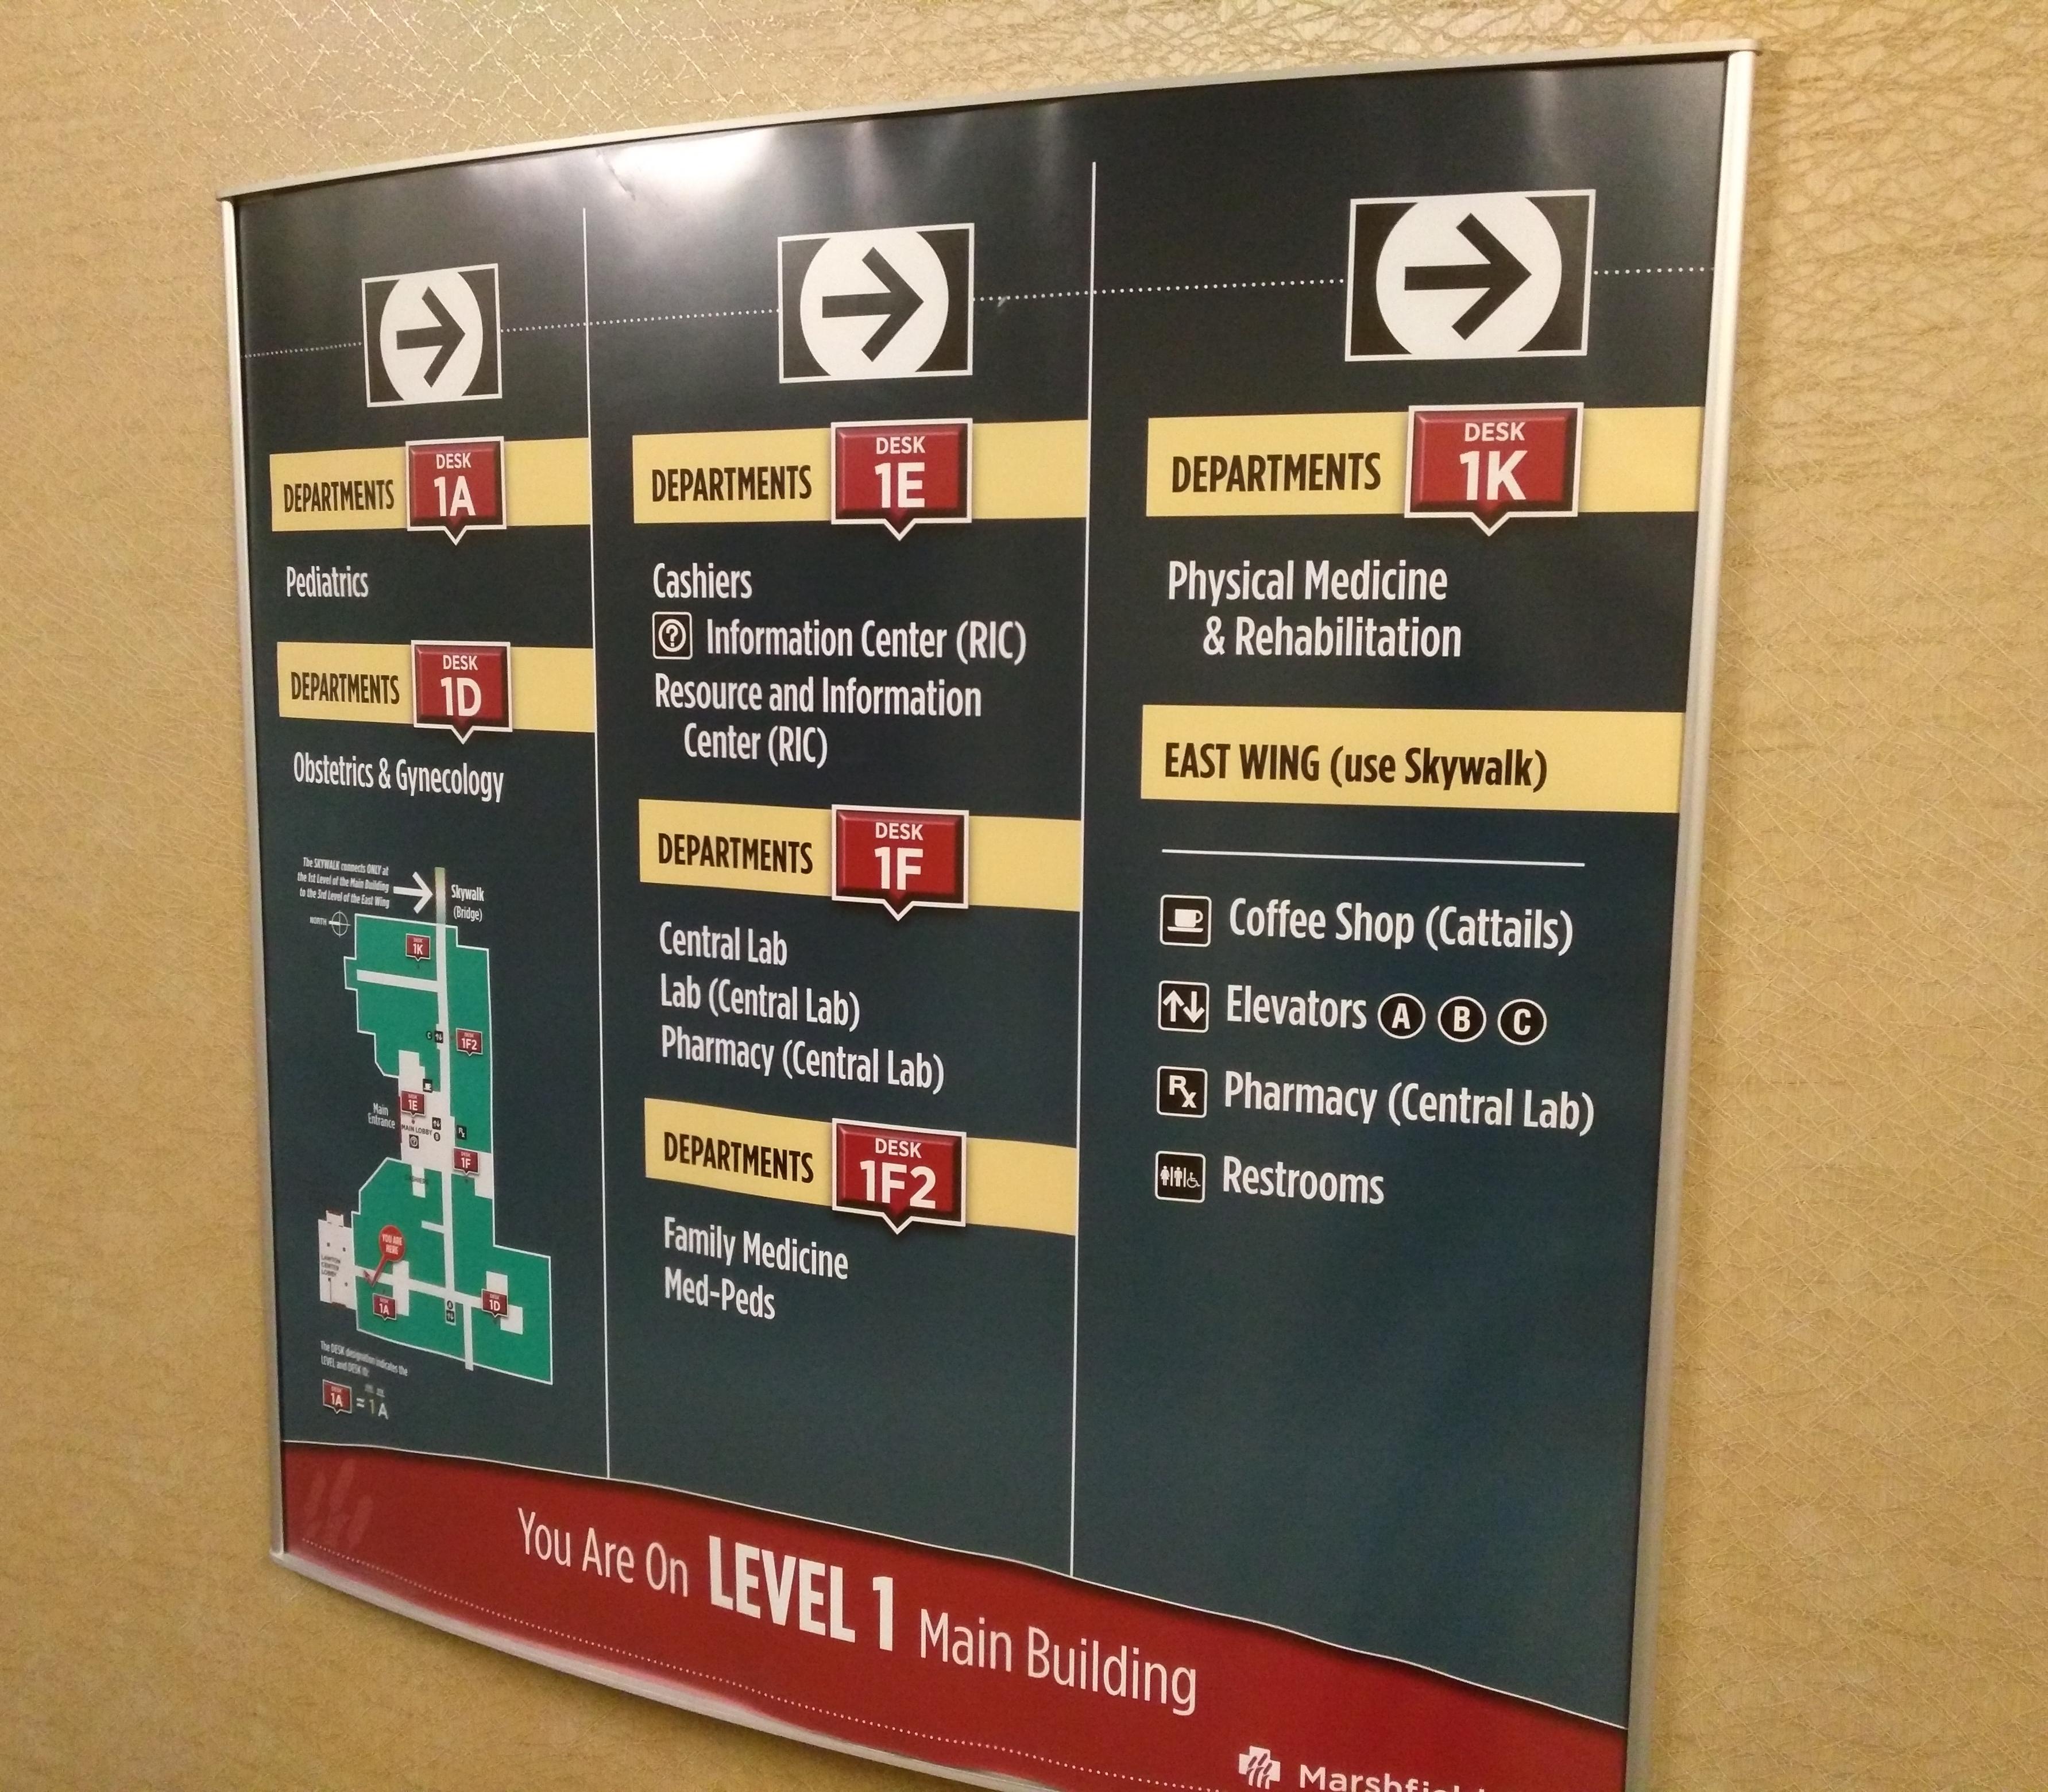 DEPARTMENTS DESK 1A
Pediatrics
DEPARTMENTS DESK 1D
Obstetrics & Gynecology
The SKYWALK connects ONLY at
the 1st Level of the Main Building
to the 3rd Level of the East Wing
Skywalk
(Bridge)
NORTH
DESK 1K
C
DESK 1F2
DESK 1E
Main
Entrance
MAIN LOBBY
B
Rx
DESK 1F
YOU ARE
HERE
LAWTON
CENTER
LOBBY
DESK 1A
DESK 1D
The DESK designation indicates the
LEVEL and DESK ID:
DESK 1A = 1 A
DEPARTMENTS DESK 1E
Cashiers
? Information Center (RIC)
Resource and Information
Center (RIC)
DEPARTMENTS DESK 1F
Central Lab
Lab (Central Lab)
Pharmacy (Central Lab)
DEPARTMENTS DESK 1F2
Family Medicine
Med-Peds
DEPARTMENTS DESK 1K
Physical Medicine
& Rehabilitation
EAST WING (use Skywalk)
Coffee Shop (Cattails)
Elevators A B C
Rx Pharmacy (Central Lab)
Restrooms
You Are On LEVEL 1 Main Building
Marshfield